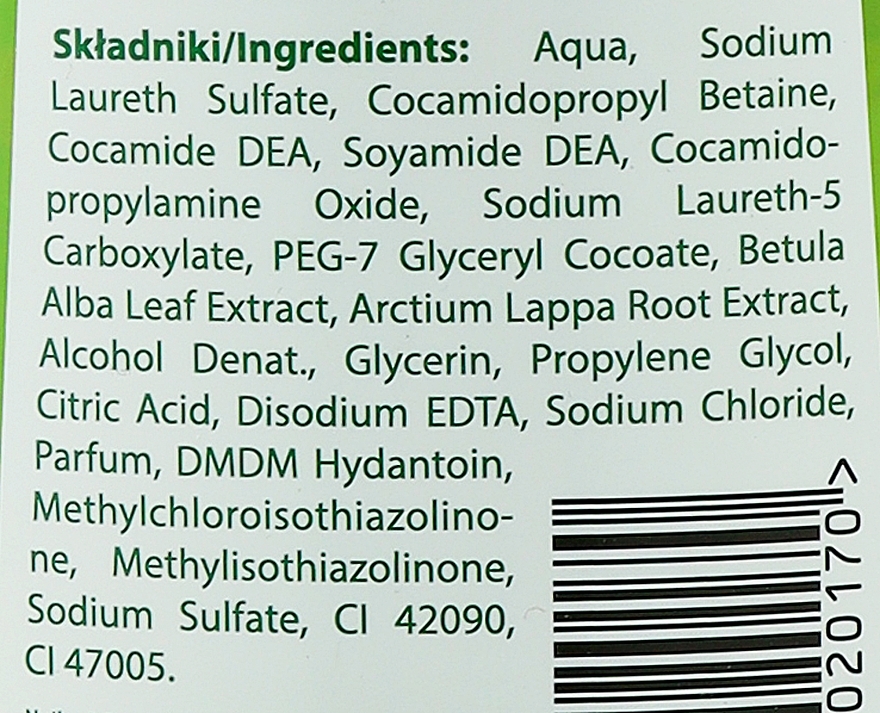 Składniki/Ingredients: Aqua, Sodium
Laureth Sulfate, Cocamidopropyl Betaine,
Cocamide DEA, Soyamide DEA, Cocamido-
propylamine Oxide, Sodium Laureth-5
Carboxylate, PEG-7 Glyceryl Cocoate, Betula
Alba Leaf Extract, Arctium Lappa Root Extract,
Alcohol Denat., Glycerin, Propylene Glycol,
Citric Acid, Disodium EDTA, Sodium Chloride,
Parfum, DMDM Hydantoin,
Methylchloroisothiazolino-
ne, Methylisothiazolinone,
Sodium Sulfate, CI 42090,
CI 47005.
020170>